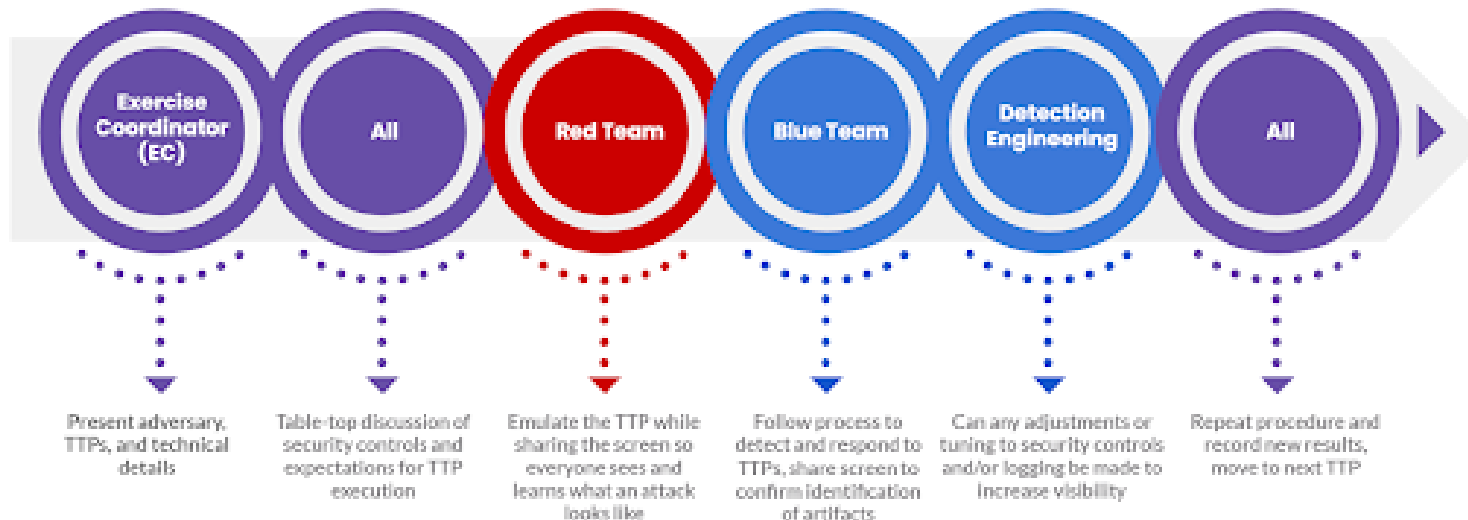 Exercise
Coordinator
(EC)
All
Red Team
Blue Team
Detection
Engineering
All
Present adversary,
TTPs, and technical
details
Table-top discussion of
security controls and
expectations for TTP
execution
Emulate the TTP while
sharing the screen so
everyone sees and
learns what an attack
looks like
Follow process to
detect and respond to
TTPs, share screen to
confirm identification
of artifacts
Can any adjustments or
tuning to security controls
and/or logging be made to
increase visibility
Repeat procedure and
record new results,
move to next TTP